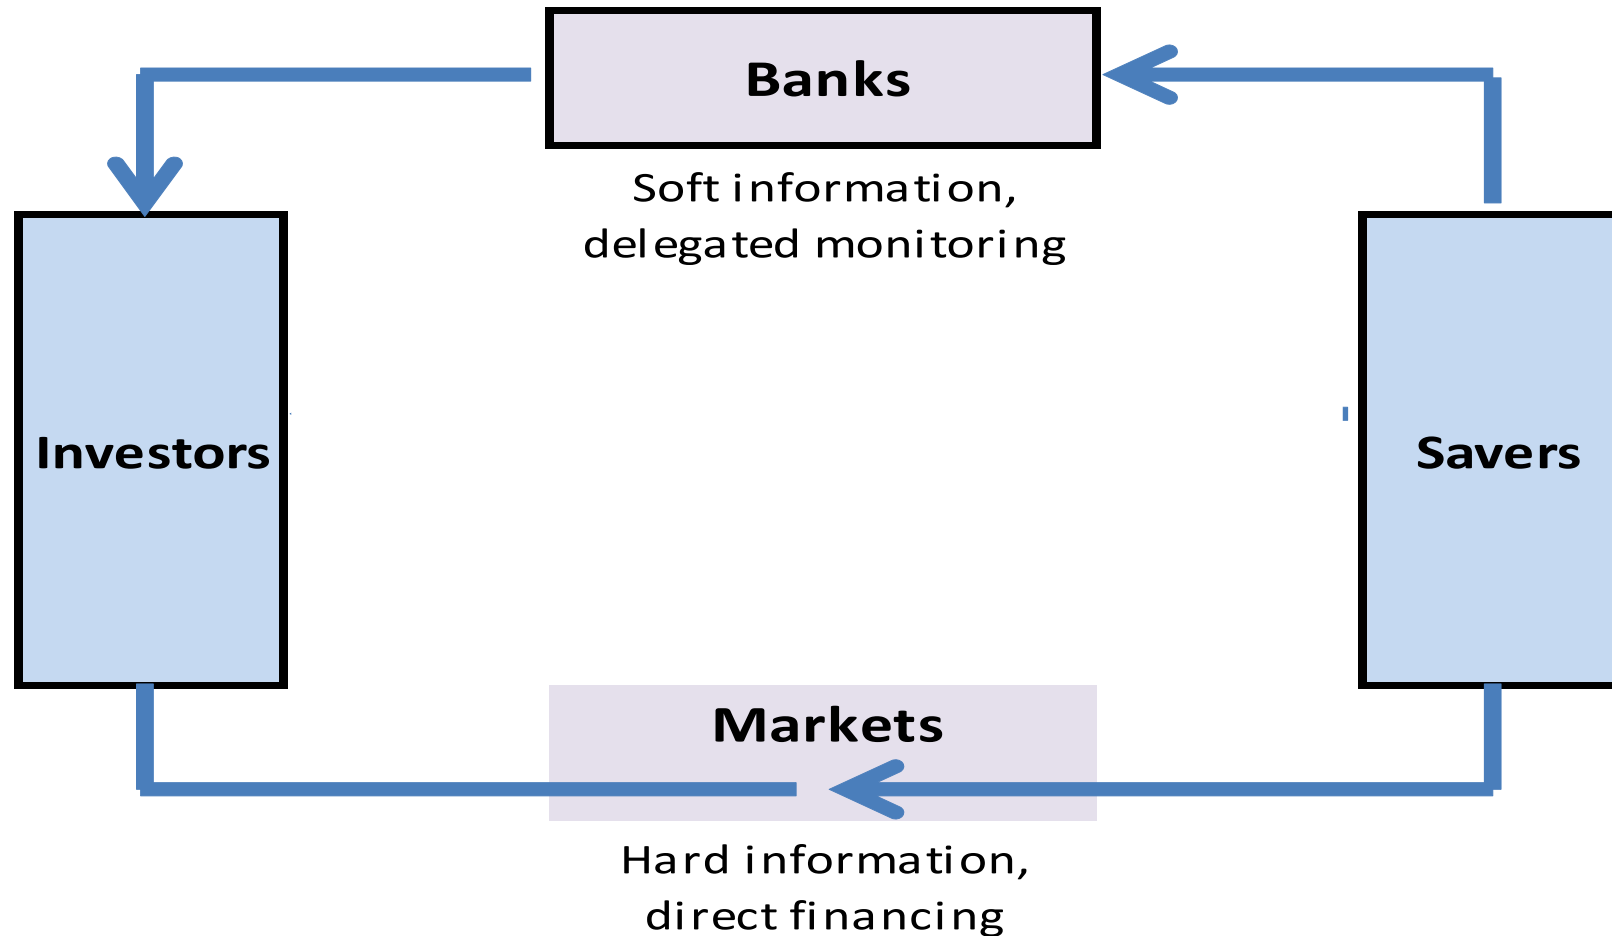 Banks
Soft information,
delegated monitoring
Investors
Savers
Markets
Hard information,
direct financing